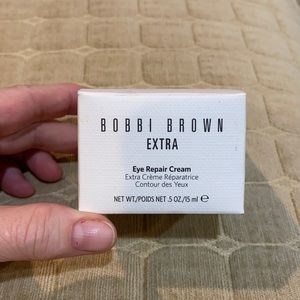 BOBBI BROWN
EXTRA
Eye Repair Cream
Extra Crème Réparatrice
Contour des Yeux
NET WT./POIDS NET .5 OZ./15 ml ℮